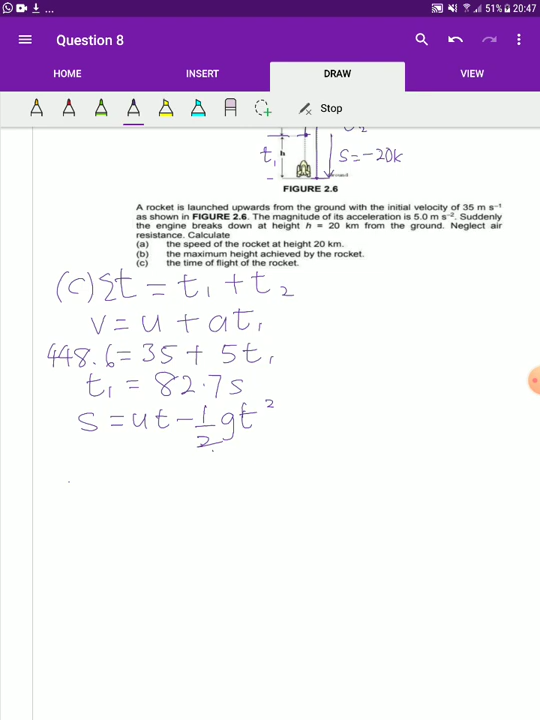 51% 20:47
Question 8
HOME INSERT DRAW VIEW
Stop
t₁ h S=-20k
FIGURE 2.6
A rocket is launched upwards from the ground with the initial velocity of 35 m s⁻¹
as shown in FIGURE 2.6. The magnitude of its acceleration is 5.0 m s⁻². Suddenly
the engine breaks down at height h = 20 km from the ground. Neglect air
resistance. Calculate
(a) the speed of the rocket at height 20 km.
(b) the maximum height achieved by the rocket.
(c) the time of flight of the rocket.
(c) Σt = t₁ + t₂
v = u + at₁
448.6 = 35 + 5t₁
t₁ = 82.7s
s = ut - 1/2 gt²